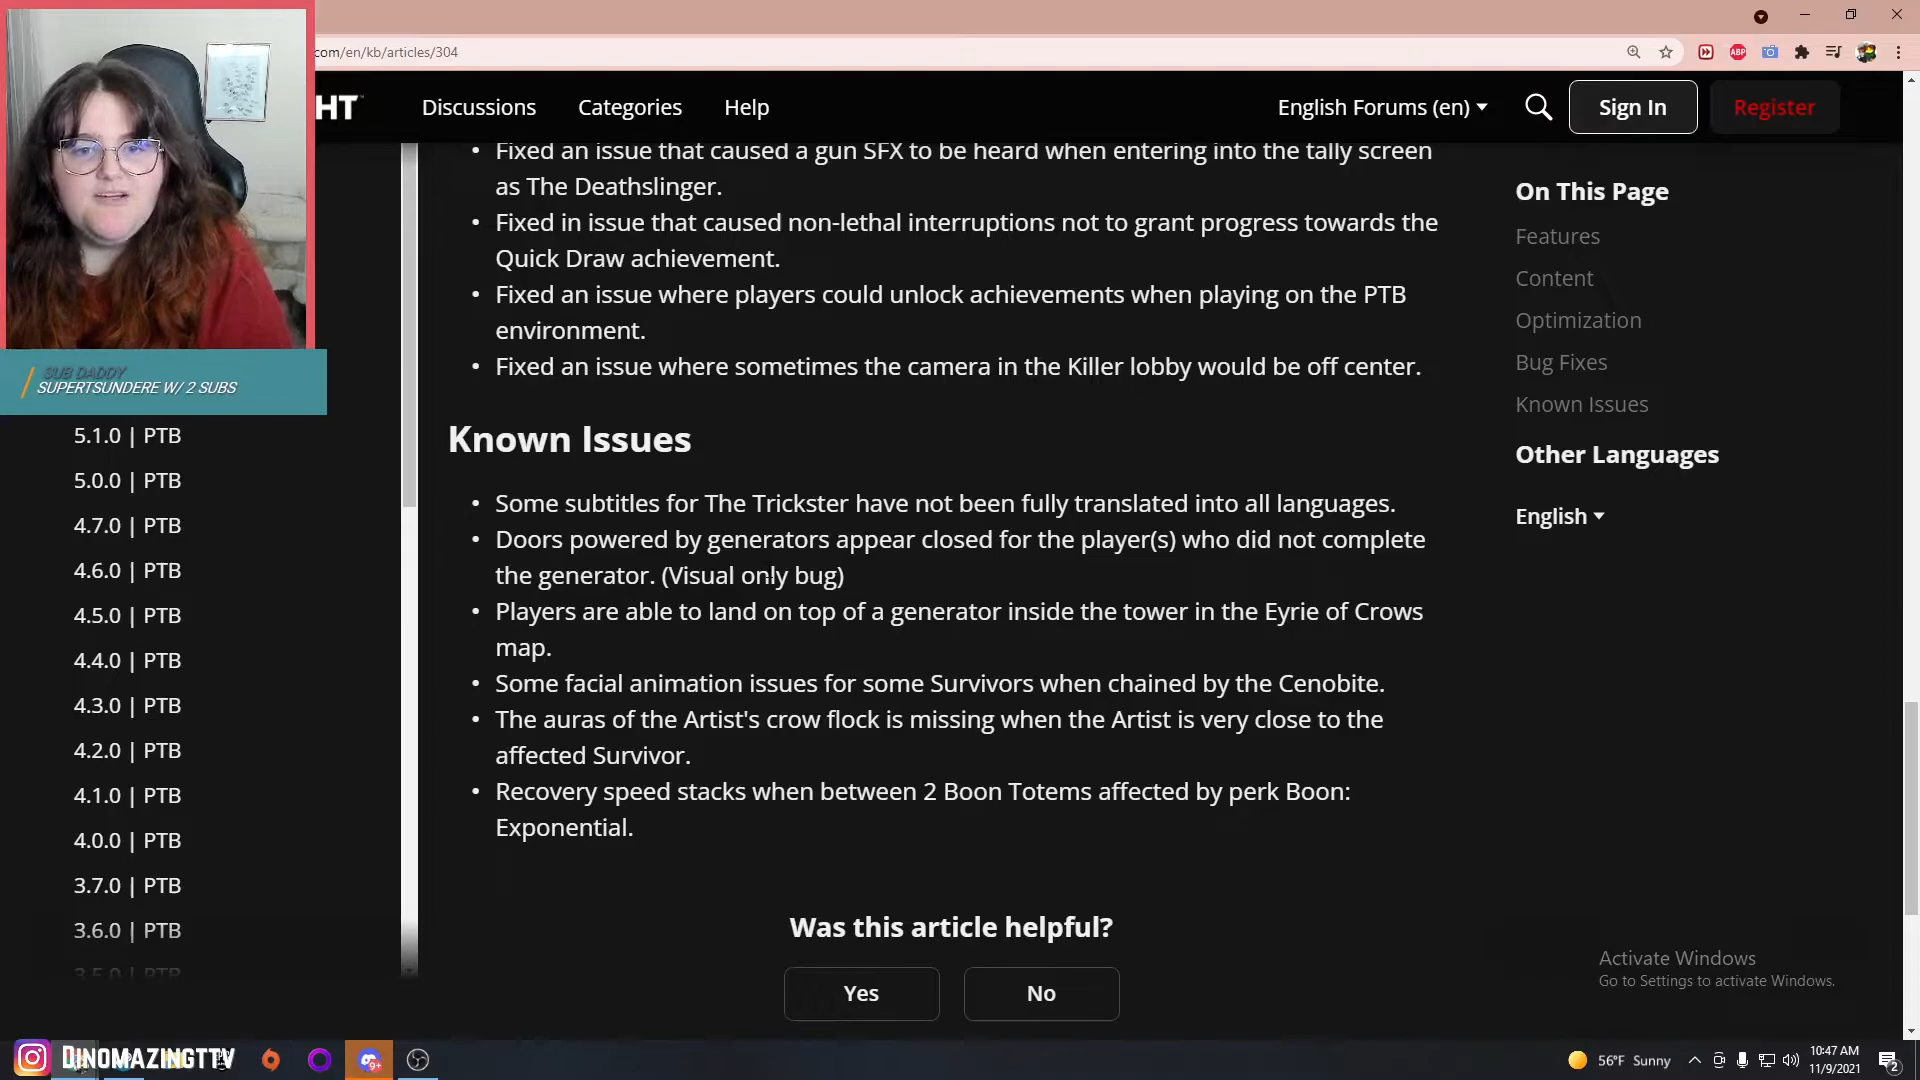 com/en/kb/articles/304
ABP
HT
Discussions
Categories
Help
English Forums (en)
Sign In
Register
SUB DADDY
SUPERTSUNDERE W/ 2 SUBS
5.1.0 | PTB
5.0.0 | PTB
4.7.0 | PTB
4.6.0 | PTB
4.5.0 | PTB
4.4.0 | PTB
4.3.0 | PTB
4.2.0 | PTB
4.1.0 | PTB
4.0.0 | PTB
3.7.0 | PTB
3.6.0 | PTB
3.5.0 | PTB
• Fixed an issue that caused a gun SFX to be heard when entering into the tally screen
as The Deathslinger.
• Fixed in issue that caused non-lethal interruptions not to grant progress towards the
Quick Draw achievement.
• Fixed an issue where players could unlock achievements when playing on the PTB
environment.
• Fixed an issue where sometimes the camera in the Killer lobby would be off center.
Known Issues
• Some subtitles for The Trickster have not been fully translated into all languages.
• Doors powered by generators appear closed for the player(s) who did not complete
the generator. (Visual only bug)
• Players are able to land on top of a generator inside the tower in the Eyrie of Crows
map.
• Some facial animation issues for some Survivors when chained by the Cenobite.
• The auras of the Artist's crow flock is missing when the Artist is very close to the
affected Survivor.
• Recovery speed stacks when between 2 Boon Totems affected by perk Boon:
Exponential.
Was this article helpful?
Yes
No
On This Page
Features
Content
Optimization
Bug Fixes
Known Issues
Other Languages
English
Activate Windows
Go to Settings to activate Windows.
DINOMAZINGTTV
9+
56°F Sunny
10:47 AM
11/9/2021
2